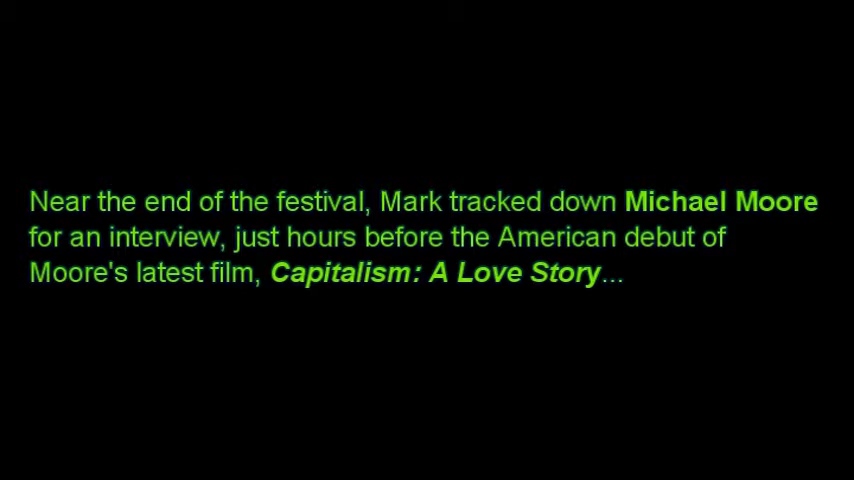 Near the end of the festival, Mark tracked down Michael Moore
for an interview, just hours before the American debut of
Moore's latest film, Capitalism: A Love Story...